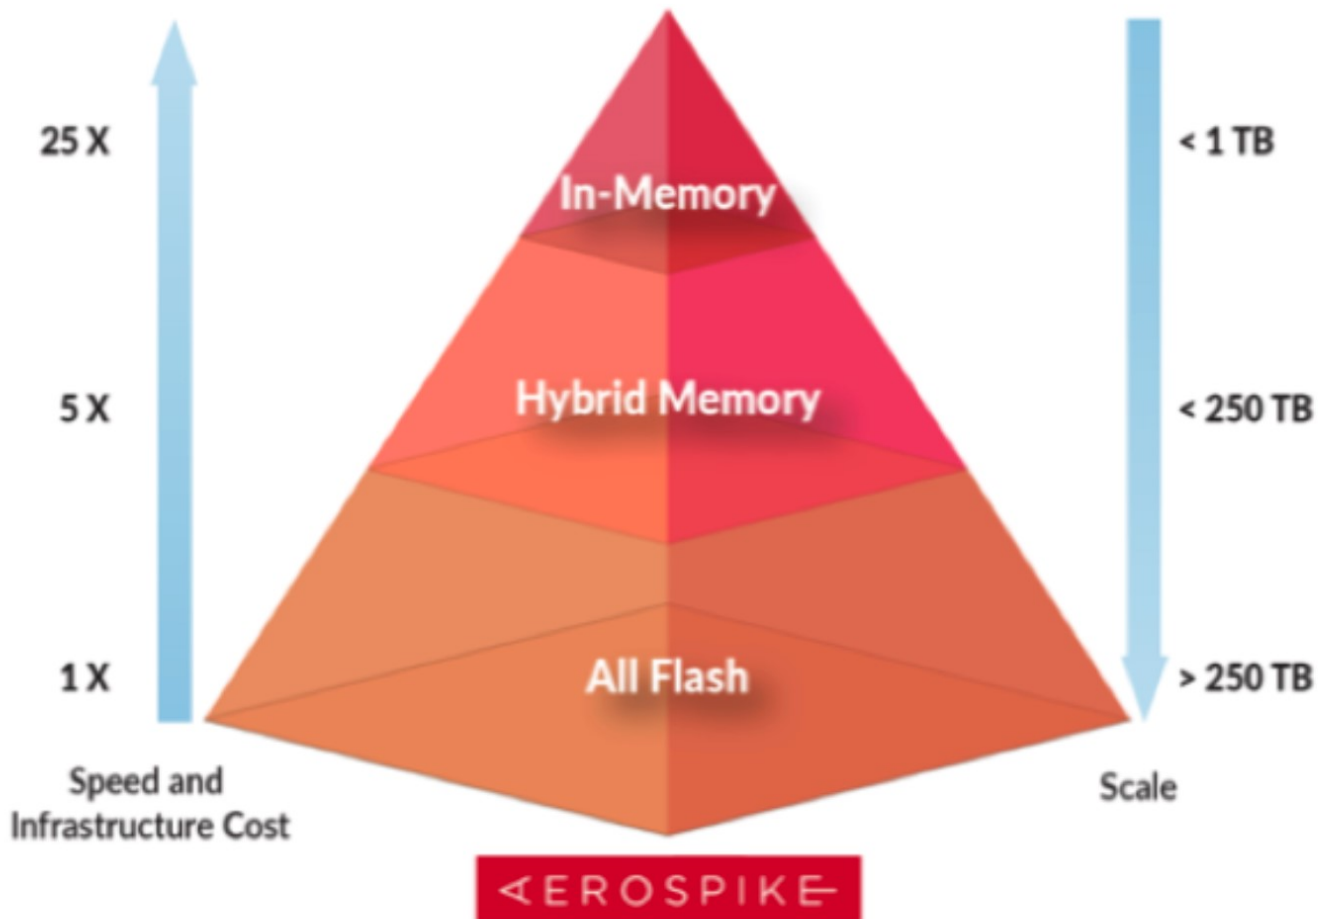 25 X
< 1 TB
In-Memory
5 X
Hybrid Memory
< 250 TB
1 X
All Flash
> 250 TB
Speed and
Infrastructure Cost
Scale
AEROSPIKE